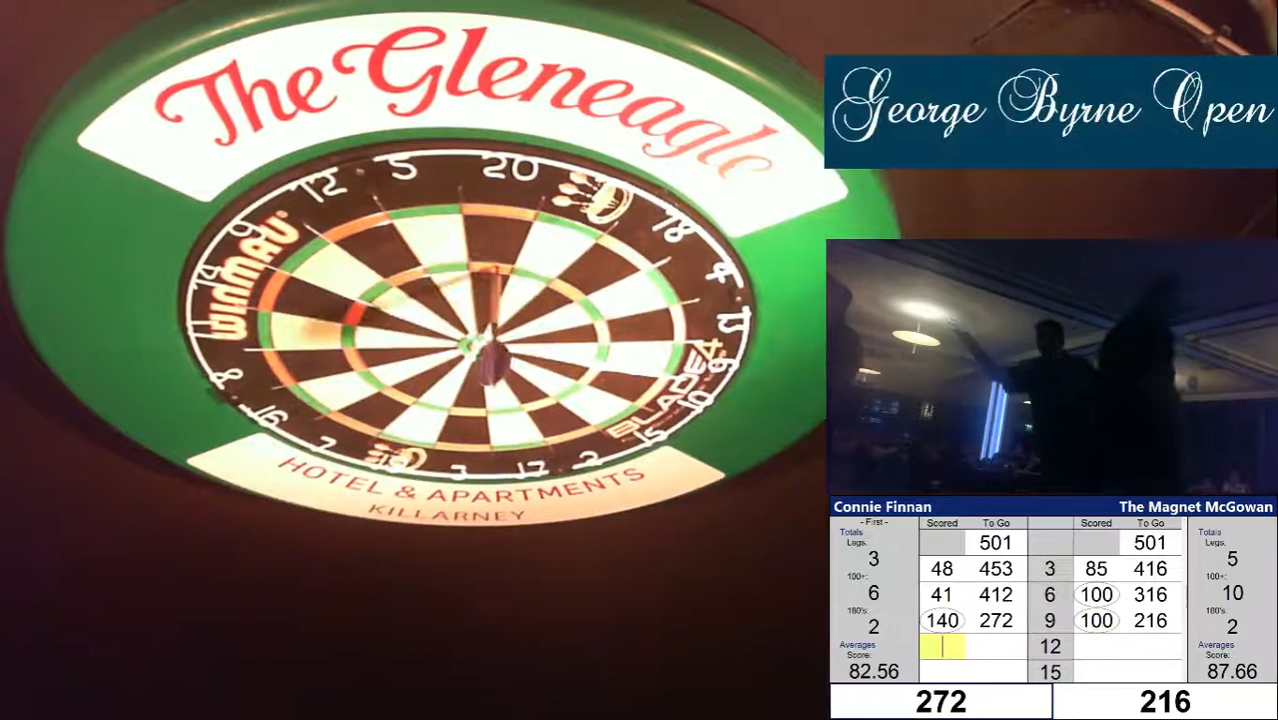 The Gleneagle
George Byrne Open
12 5 20
9 18
14 4
WINMAU
11 13
8 BLADE4 6
16 10
7 15
3 17 2
HOTEL & APARTMENTS
KILLARNEY
Connie Finnan The Magnet McGowan
- First - Scored To Go Scored To Go
Totals 501 501 Totals
Legs: Legs:
3 48 453 3 85 416 5
100+: 100+:
6 41 412 6 100 316 10
180's: 180's:
2 140 272 9 100 216 2
Averages 12 Averages
Score: Score:
82.56 15 87.66
272 216